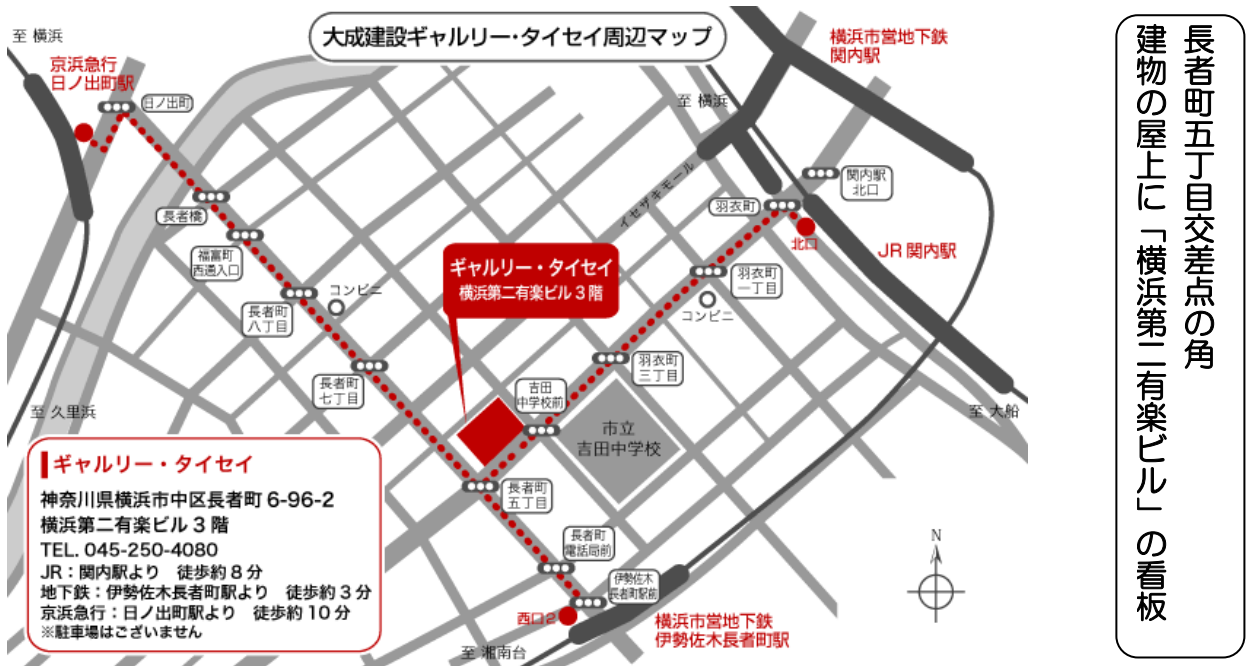 大成建設ギャルリー・タイセイ周辺マップ
至 横浜
京浜急行
日ノ出町駅
日ノ出町
長者橋
福富町
西通入口
長者町
八丁目
コンビニ
長者町
七丁目
至 久里浜
ギャルリー・タイセイ
横浜第二有楽ビル3階
吉田
中学校前
市立
吉田中学校
長者町
五丁目
長者町
電話局前
伊勢佐木
長者町駅前
西口2
横浜市営地下鉄
伊勢佐木長者町駅
至 湘南台
羽衣町
三丁目
羽衣町
一丁目
コンビニ
イセザキモール
羽衣町
北口
関内駅
北口
至 横浜
横浜市営地下鉄
関内駅
JR関内駅
至 大船
N
ギャルリー・タイセイ
神奈川県横浜市中区長者町6-96-2
横浜第二有楽ビル3階
TEL. 045-250-4080
JR：関内駅より　徒歩約8分
地下鉄：伊勢佐木長者町駅より　徒歩約3分
京浜急行：日ノ出町駅より　徒歩約10分
※駐車場はございません
長者町五丁目交差点の角
建物の屋上に「横浜第二有楽ビル」の看板